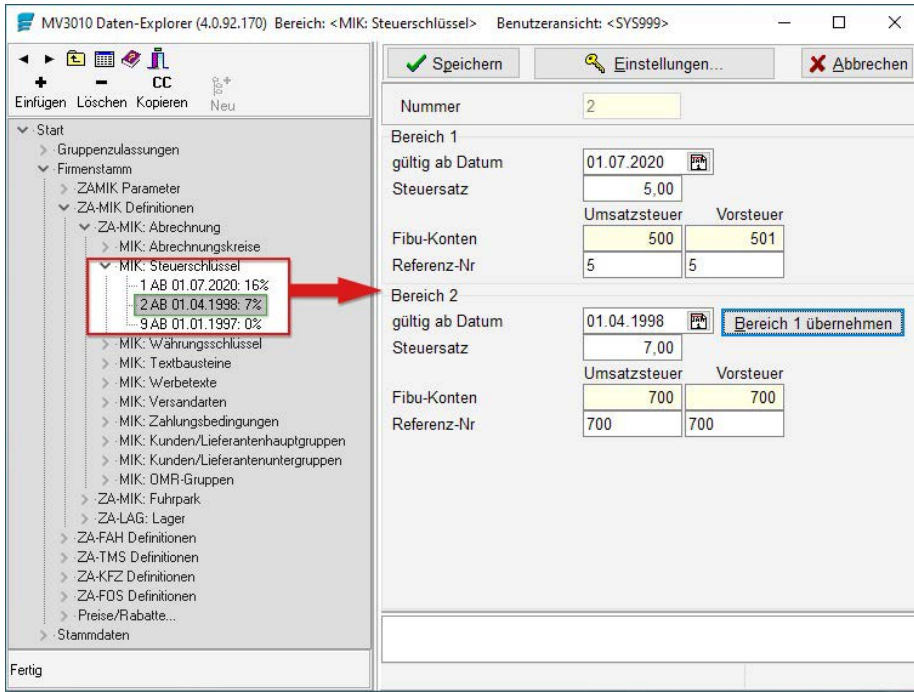 MV3010 Daten-Explorer (4.0.92.170) Bereich: <MIK: Steuerschlüssel> Benutzeransicht: <SYS999>
Einfügen Löschen Kopieren Neu
CC
Start
Gruppenzulassungen
Firmenstamm
ZAMIK Parameter
ZA-MIK Definitionen
ZA-MIK: Abrechnung
MIK: Abrechnungskreise
MIK: Steuerschlüssel
1 AB 01.07.2020: 16%
2 AB 01.04.1998: 7%
9 AB 01.01.1997: 0%
MIK: Währungsschlüssel
MIK: Textbausteine
MIK: Werbetexte
MIK: Versandarten
MIK: Zahlungsbedingungen
MIK: Kunden/Lieferantenhauptgruppen
MIK: Kunden/Lieferantenuntergruppen
MIK: OMR-Gruppen
ZA-MIK: Fuhrpark
ZA-LAG: Lager
ZA-FAH Definitionen
ZA-TMS Definitionen
ZA-KFZ Definitionen
ZA-FOS Definitionen
Preise/Rabatte...
Stammdaten
Fertig
Speichern Einstellungen... Abbrechen
Nummer 2
Bereich 1
gültig ab Datum 01.07.2020
Steuersatz 5,00
Umsatzsteuer Vorsteuer
Fibu-Konten 500 501
Referenz-Nr 5 5
Bereich 2
gültig ab Datum 01.04.1998 Bereich 1 übernehmen
Steuersatz 7,00
Umsatzsteuer Vorsteuer
Fibu-Konten 700 700
Referenz-Nr 700 700